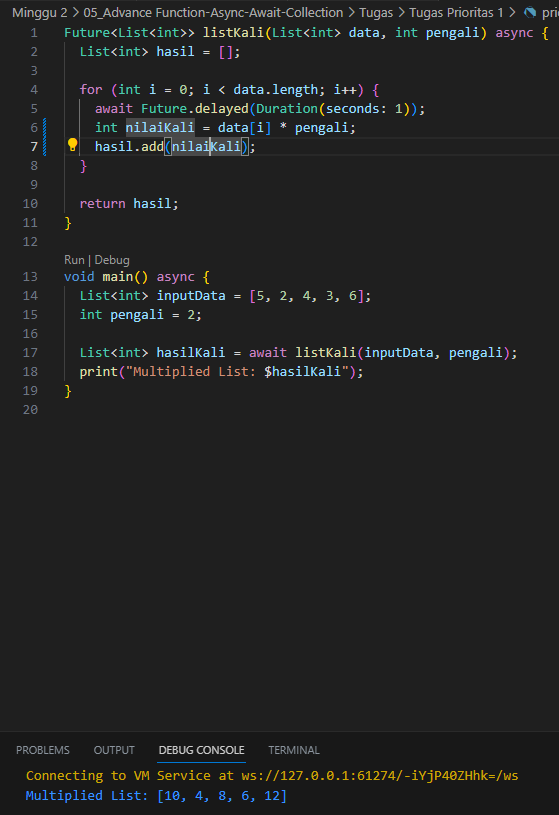 Minggu 2 > 05_Advance Function-Async-Await-Collection > Tugas > Tugas Prioritas 1 >
1 Future<List<int>> listKali(List<int> data, int pengali) async {
2   List<int> hasil = [];
3
4   for (int i = 0; i < data.length; i++) {
5     await Future.delayed(Duration(seconds: 1));
6     int nilaiKali = data[i] * pengali;
7     hasil.add(nilaiKali);
8   }
9
10   return hasil;
11 }
12
Run | Debug
13 void main() async {
14   List<int> inputData = [5, 2, 4, 3, 6];
15   int pengali = 2;
16
17   List<int> hasilKali = await listKali(inputData, pengali);
18   print("Multiplied List: $hasilKali");
19 }
20
PROBLEMS OUTPUT DEBUG CONSOLE TERMINAL
Connecting to VM Service at ws://127.0.0.1:61274/-iYjP40ZHhk=/ws
Multiplied List: [10, 4, 8, 6, 12]